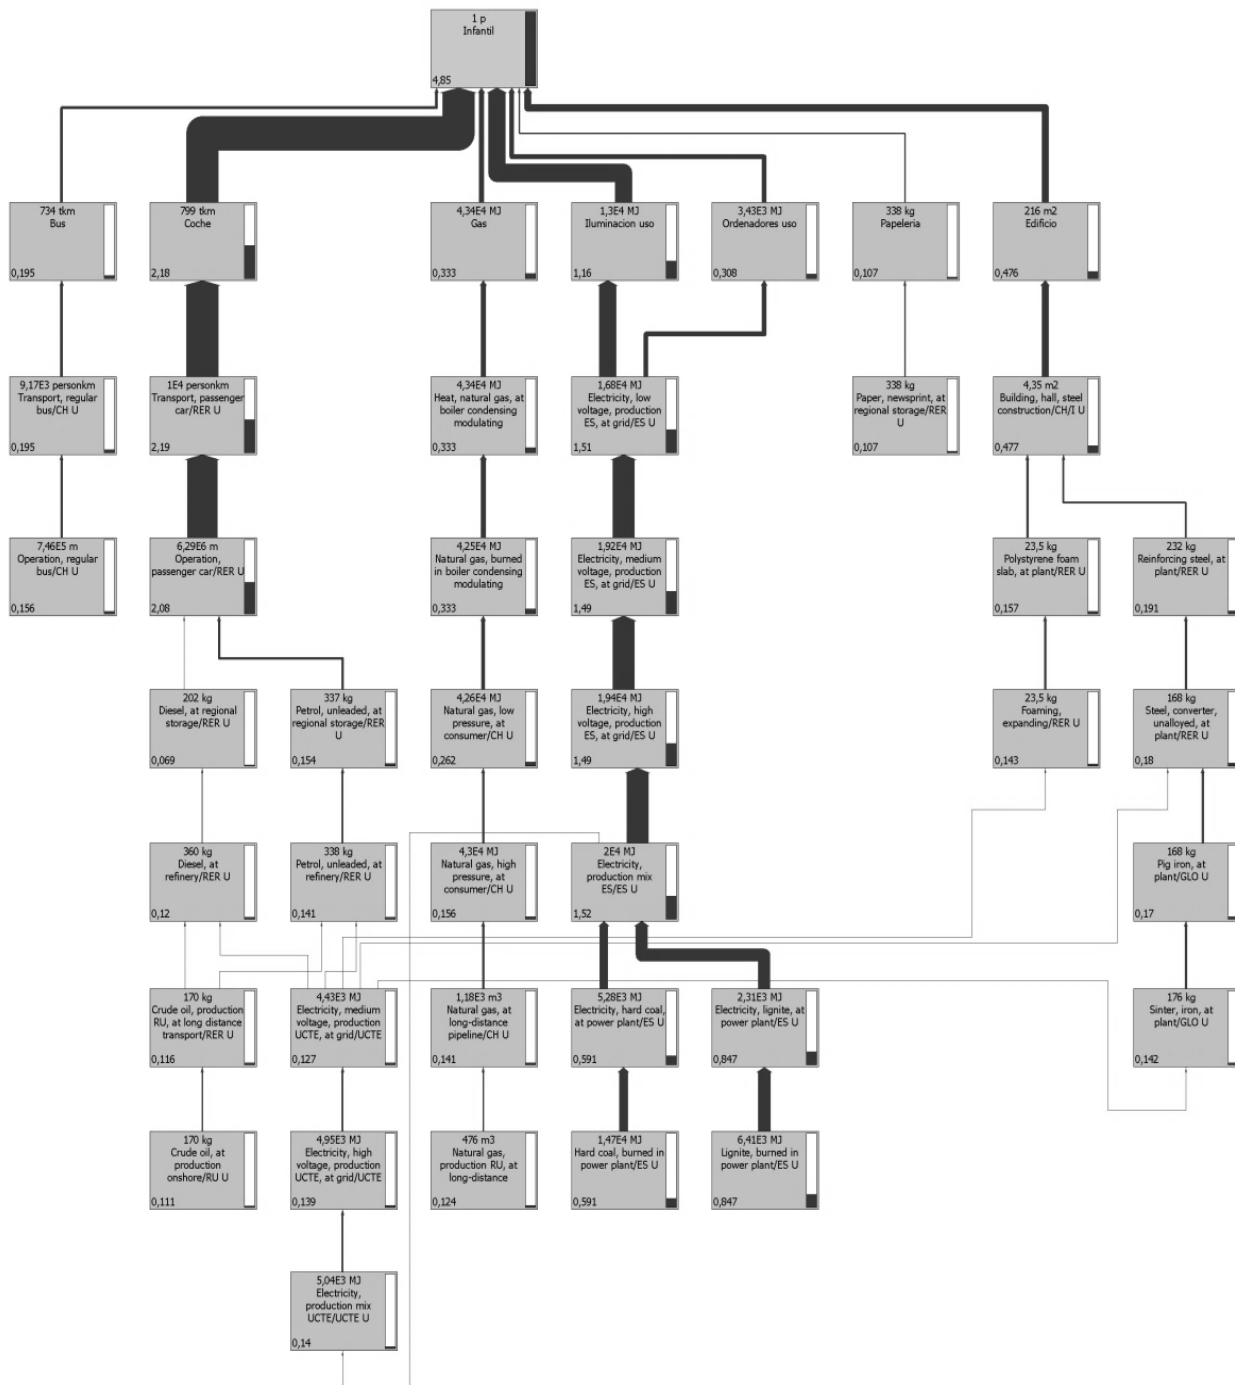 1 p
Infantil
4,85
734 tkm
Bus
0,195
799 tkm
Coche
2,18
4,34E4 MJ
Gas
0,333
1,3E4 MJ
Iluminacion uso
1,16
3,43E3 MJ
Ordenadores uso
0,308
338 kg
Papeleria
0,107
216 m2
Edificio
0,476
9,17E3 personkm
Transport, regular
bus/CH U
0,195
1E4 personkm
Transport, passenger
car/RER U
2,19
4,34E4 MJ
Heat, natural gas, at
boiler condensing
modulating
0,333
1,68E4 MJ
Electricity, low
voltage, production
ES, at grid/ES U
1,51
338 kg
Paper, newsprint, at
regional storage/RER
U
0,107
4,35 m2
Building, hall, steel
construction/CH/I U
0,477
7,46E5 m
Operation, regular
bus/CH U
0,156
6,29E6 m
Operation,
passenger car/RER U
2,08
4,25E4 MJ
Natural gas, burned
in boiler condensing
modulating
0,333
1,92E4 MJ
Electricity, medium
voltage, production
ES, at grid/ES U
1,49
23,5 kg
Polystyrene foam
slab, at plant/RER U
0,157
232 kg
Reinforcing steel, at
plant/RER U
0,191
202 kg
Diesel, at regional
storage/RER U
0,069
337 kg
Petrol, unleaded, at
regional storage/RER
U
0,154
4,26E4 MJ
Natural gas, low
pressure, at
consumer/CH U
0,262
1,94E4 MJ
Electricity, high
voltage, production
ES, at grid/ES U
1,49
23,5 kg
Foaming,
expanding/RER U
0,143
168 kg
Steel, converter,
unalloyed, at
plant/RER U
0,18
360 kg
Diesel, at
refinery/RER U
0,12
338 kg
Petrol, unleaded, at
refinery/RER U
0,141
4,3E4 MJ
Natural gas, high
pressure, at
consumer/CH U
0,156
2E4 MJ
Electricity,
production mix
ES/ES U
1,52
168 kg
Pig iron, at
plant/GLO U
0,17
170 kg
Crude oil, production
RU, at long distance
transport/RER U
0,116
4,43E3 MJ
Electricity, medium
voltage, production
UCTE, at grid/UCTE
0,127
1,18E3 m3
Natural gas, at
long-distance
pipeline/CH U
0,141
5,28E3 MJ
Electricity, hard coal,
at power plant/ES U
0,591
2,31E3 MJ
Electricity, lignite, at
power plant/ES U
0,847
176 kg
Sinter, iron, at
plant/GLO U
0,142
170 kg
Crude oil, at
production
onshore/RU U
0,111
4,95E3 MJ
Electricity, high
voltage, production
UCTE, at grid/UCTE
0,139
476 m3
Natural gas,
production RU, at
long-distance
0,124
1,47E4 MJ
Hard coal, burned in
power plant/ES U
0,591
6,41E3 MJ
Lignite, burned in
power plant/ES U
0,847
5,04E3 MJ
Electricity,
production mix
UCTE/UCTE U
0,14